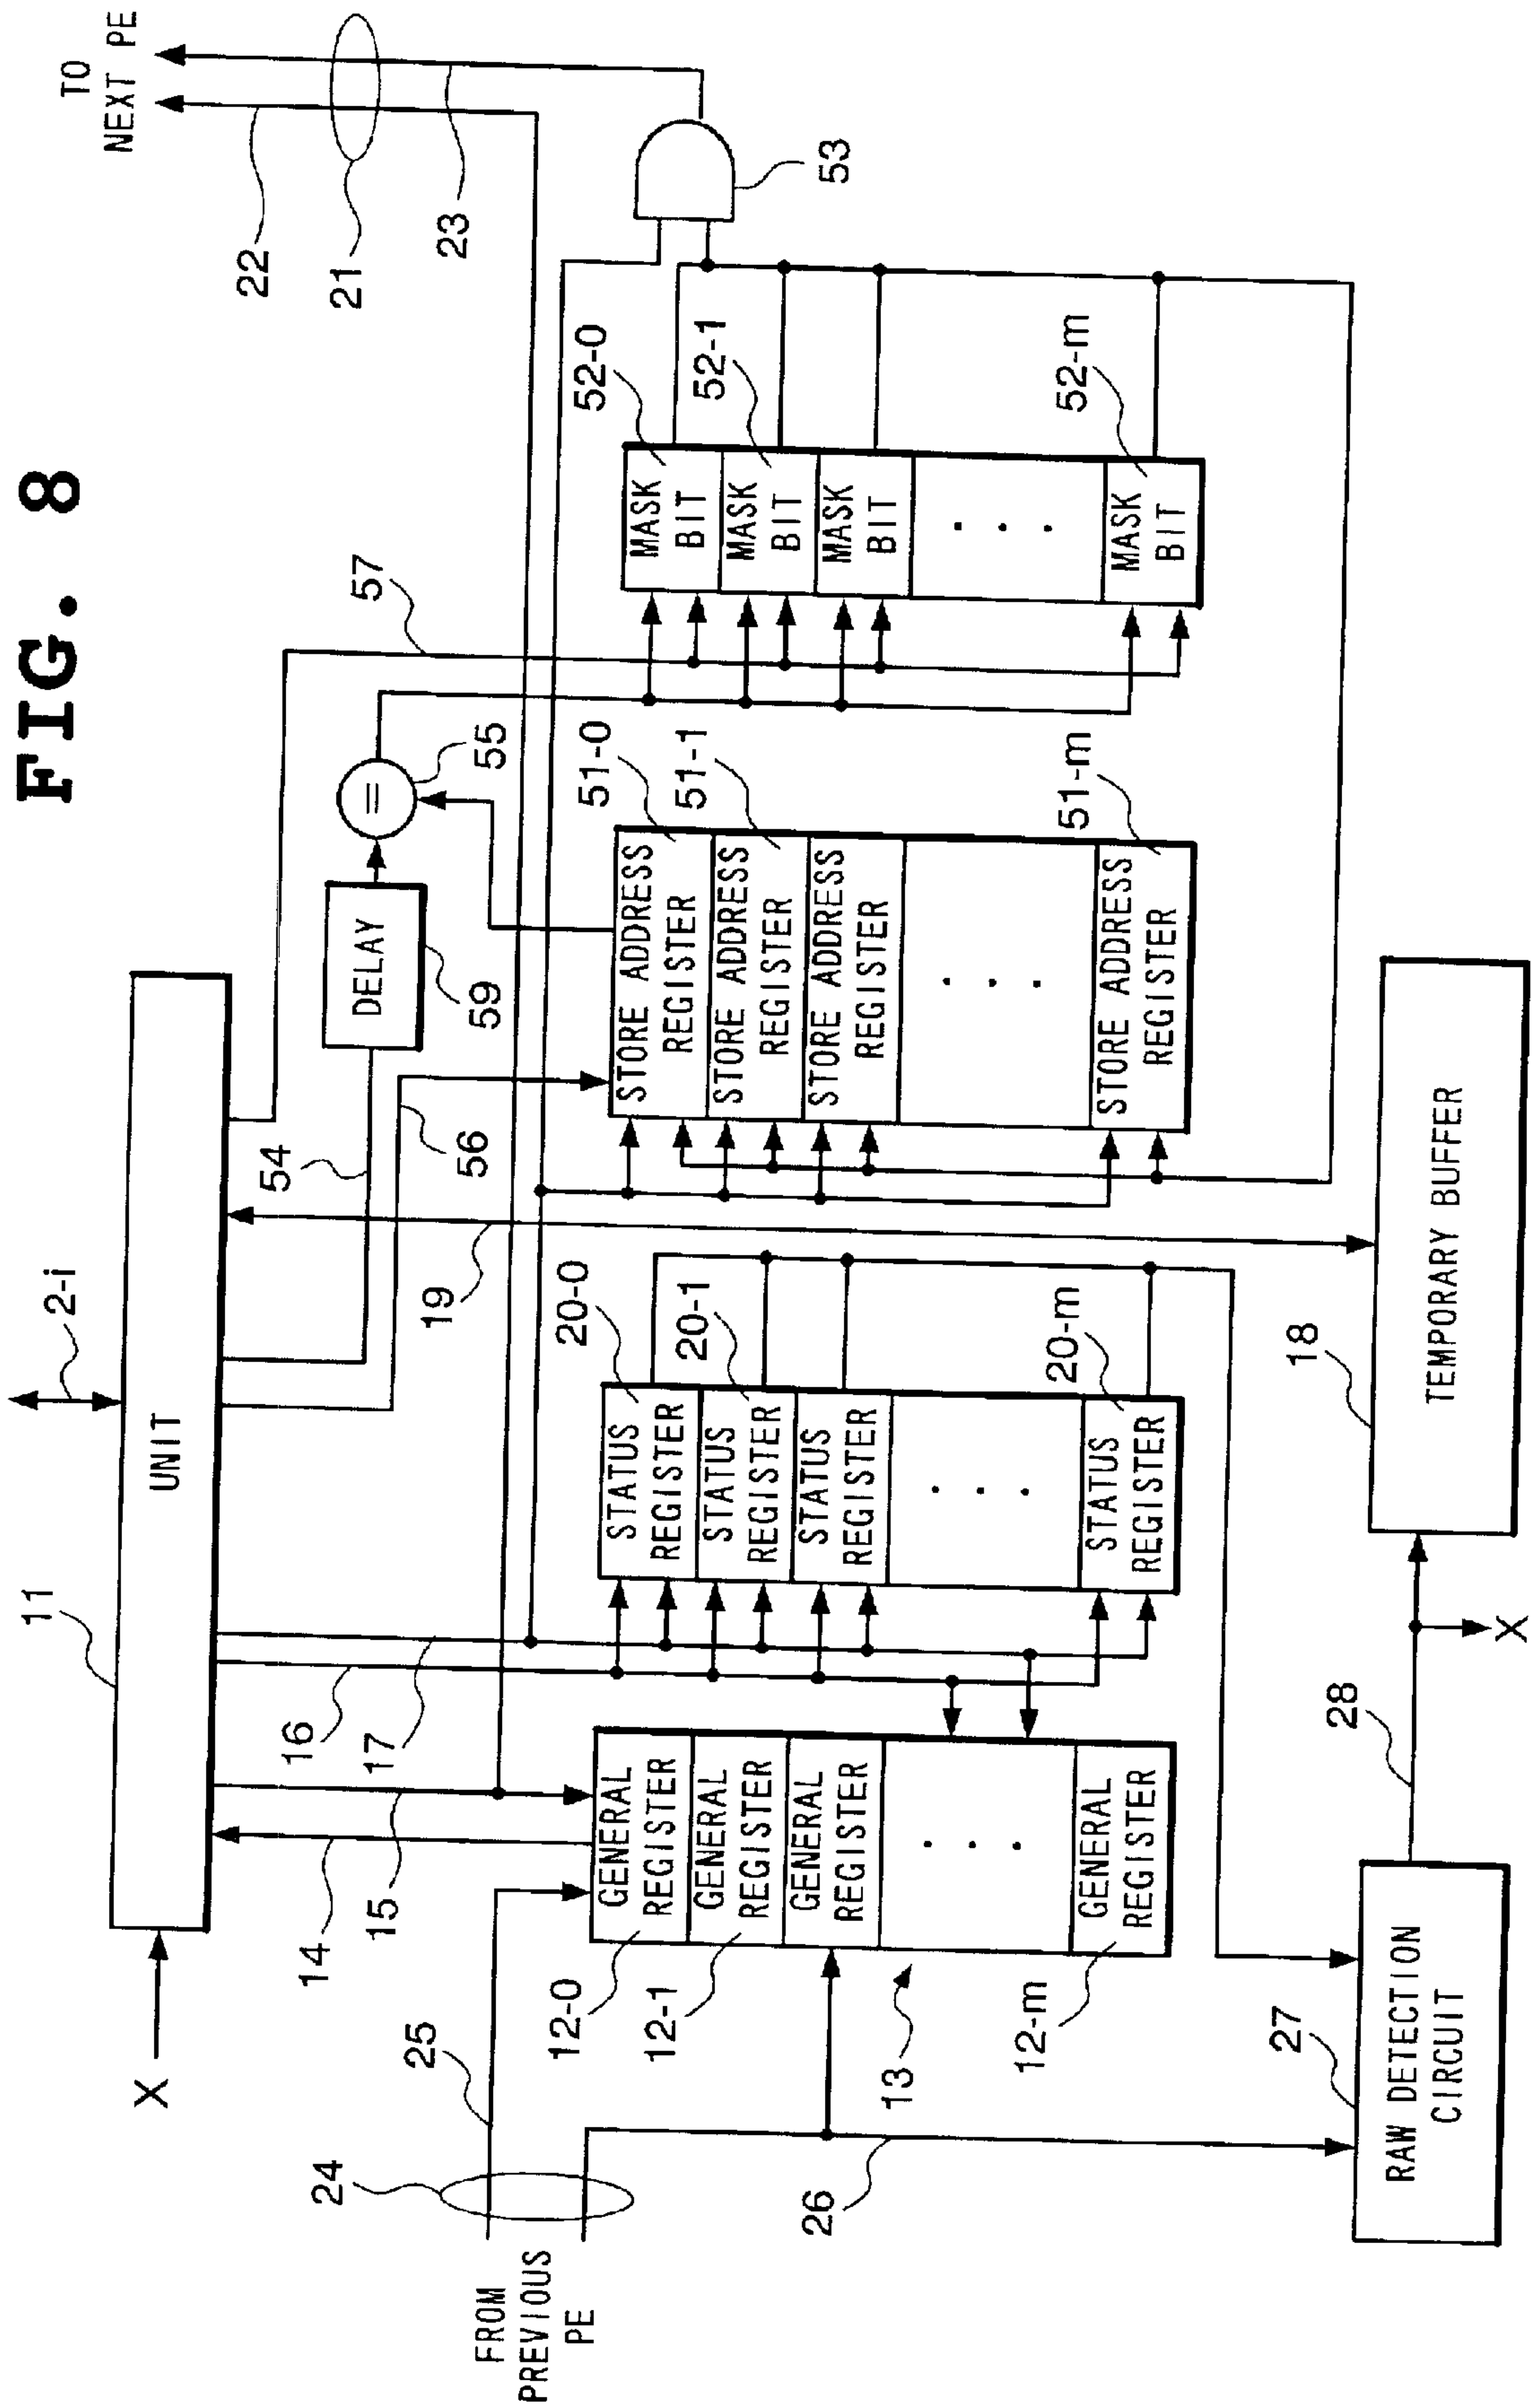 FIG. 8
TO
NEXT PE
22
21
23
2-i
11
UNIT
X
54
DELAY
59
=
55
57
56
14
15
16
17
19
FROM
PREVIOUS
PE
24
25
26
12-0
12-1
12-m
13
GENERAL
REGISTER
GENERAL
REGISTER
GENERAL
REGISTER
. . .
GENERAL
REGISTER
20-0
20-1
20-m
STATUS
REGISTER
STATUS
REGISTER
STATUS
REGISTER
. . .
STATUS
REGISTER
51-0
51-1
51-m
STORE ADDRESS
REGISTER
STORE ADDRESS
REGISTER
STORE ADDRESS
REGISTER
. . .
STORE ADDRESS
REGISTER
52-0
52-1
52-m
MASK
BIT
MASK
BIT
MASK
BIT
. . .
MASK
BIT
53
27
RAW DETECTION
CIRCUIT
28
X
18
TEMPORARY BUFFER